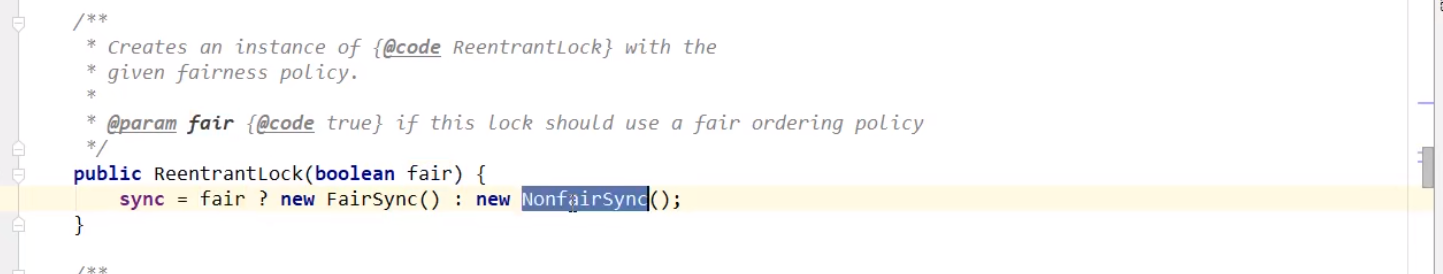 /**
 * Creates an instance of {@code ReentrantLock} with the
 * given fairness policy.
 *
 * @param fair {@code true} if this lock should use a fair ordering policy
 */
public ReentrantLock(boolean fair) {
    sync = fair ? new FairSync() : new NonfairSync();
}
/**